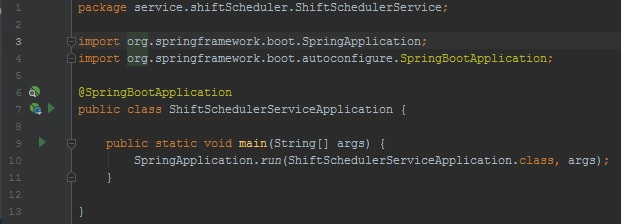 1 package service.shiftScheduler.ShiftSchedulerService;
2
3 import org.springframework.boot.SpringApplication;
4 import org.springframework.boot.autoconfigure.SpringBootApplication;
5
6 @SpringBootApplication
7 public class ShiftSchedulerServiceApplication {
8
9     public static void main(String[] args) {
10         SpringApplication.run(ShiftSchedulerServiceApplication.class, args);
11     }
12
13 }